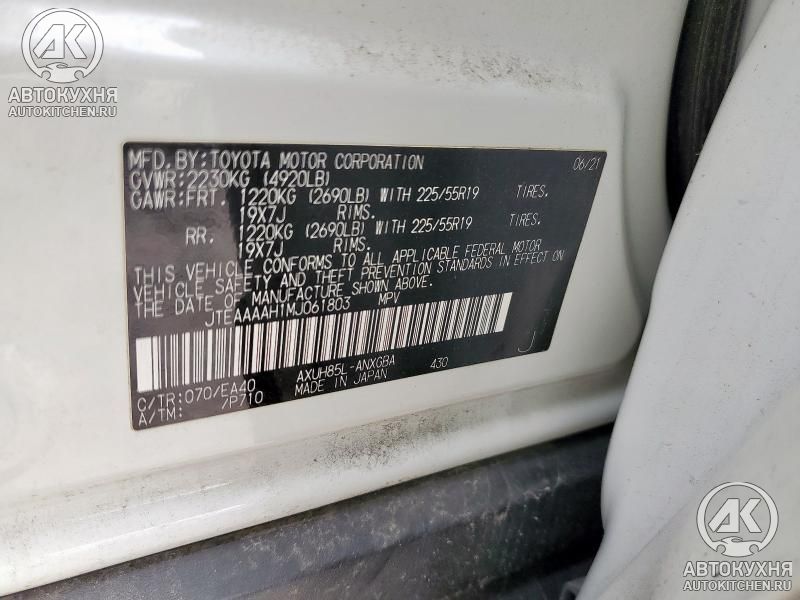 AK
АВТОКУХНЯ
AUTOKITCHEN.RU
MFD. BY: TOYOTA MOTOR CORPORATION 06/21
GVWR: 2230KG (4920LB)
GAWR: FRT. 1220KG (2690LB) WITH 225/55R19 TIRES.
19X7J RIMS.
RR. 1220KG (2690LB) WITH 225/55R19 TIRES.
19X7J RIMS.
THIS VEHICLE CONFORMS TO ALL APPLICABLE FEDERAL MOTOR
VEHICLE SAFETY AND THEFT PREVENTION STANDARDS IN EFFECT ON
THE DATE OF MANUFACTURE SHOWN ABOVE.
JTEAAAAH1MJ061803 MPV
J
AXUH85L-ANXGBA 430
C/TR: 070/EA40 MADE IN JAPAN
A/TM: /P710
AK
АВТОКУХНЯ
AUTOKITCHEN.RU